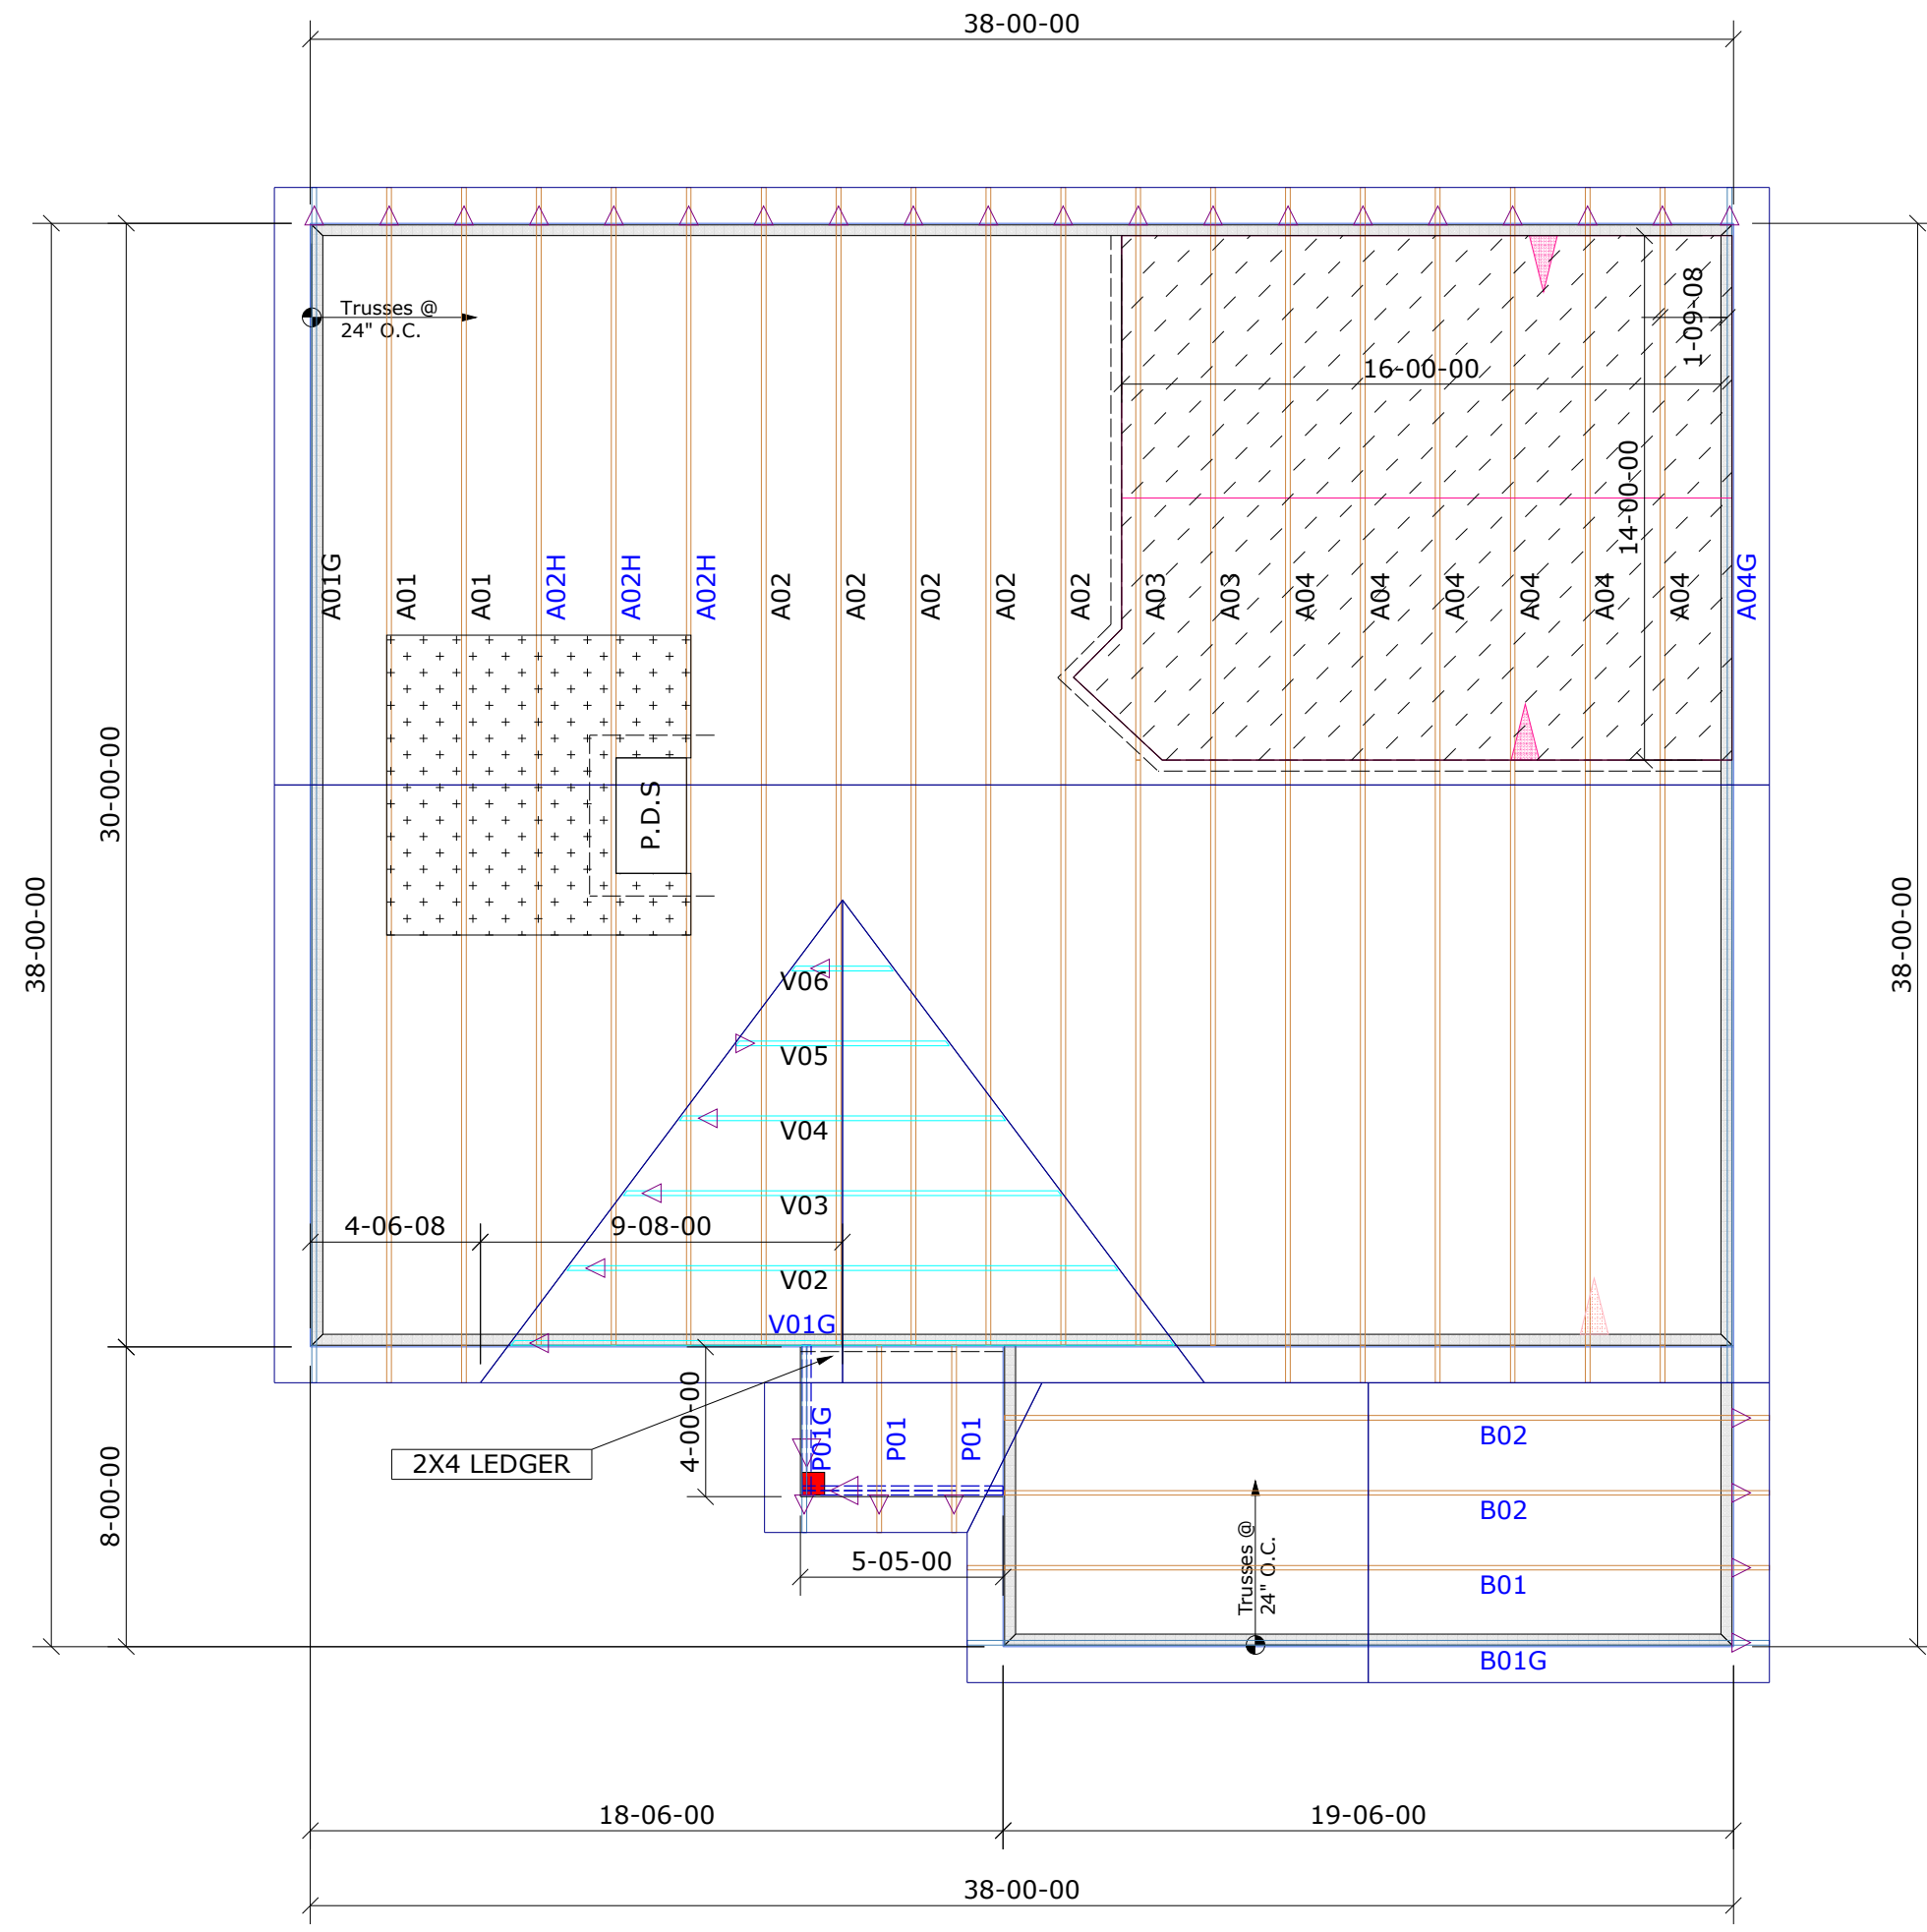 38-00-00
Trusses @
24" O.C.
1-09-08
16-00-00
14-00-00
A01G
A01
A01
A02H
A02H
A02H
A02
A02
A02
A02
A02
A03
A03
A04
A04
A04
A04
A04
A04
A04G
30-00-00
P.D.S
38-00-00
38-00-00
V06
V05
V04
V03
4-06-08
9-08-00
V02
V01G
4-00-00
P01G
P01
P01
2X4 LEDGER
B02
8-00-00
B02
Trusses @
24" O.C.
5-05-00
B01
B01G
18-06-00
19-06-00
38-00-00